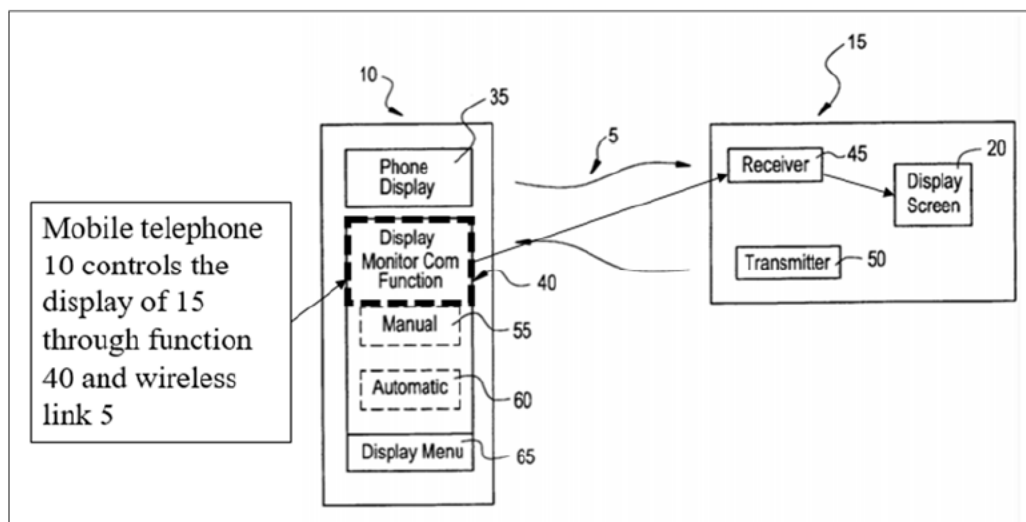 10
35
Phone
Display
5
15
Receiver
45
20
Display
Screen
Mobile telephone
10 controls the
display of 15
through function
40 and wireless
link 5
Display
Monitor Com
Function
40
Transmitter
50
Manual
55
Automatic
60
Display Menu
65